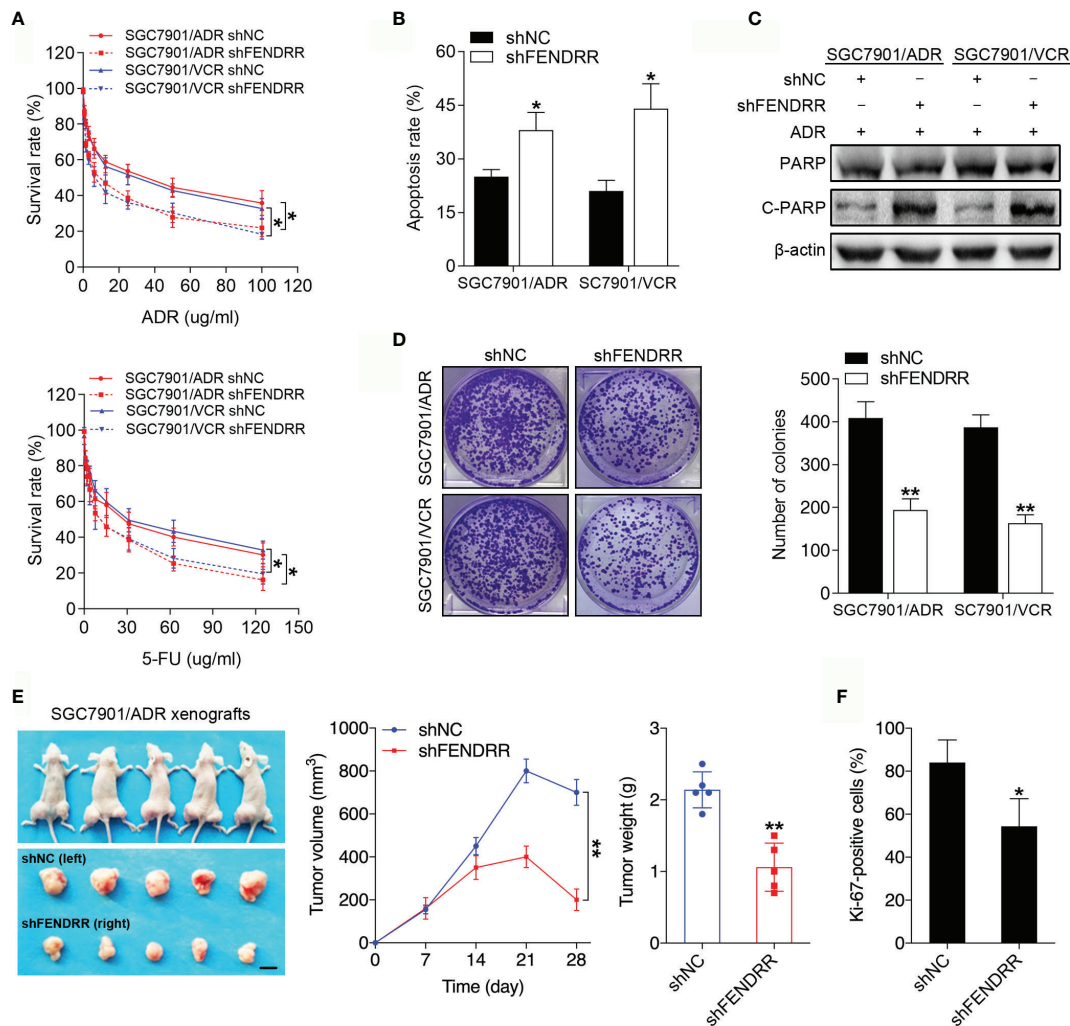 A
SGC7901/ADR shNC
SGC7901/ADR shFENDRR
SGC7901/VCR shNC
SGC7901/VCR shFENDRR
120
100
80
60
40
20
0
Survival rate (%)
0 20 40 60 80 100 120
ADR (ug/ml)
* *
SGC7901/ADR shNC
SGC7901/ADR shFENDRR
SGC7901/VCR shNC
SGC7901/VCR shFENDRR
120
100
80
60
40
20
0
Survival rate (%)
0 30 60 90 120 150
5-FU (ug/ml)
* *
B
shNC
shFENDRR
60
45
30
15
0
Apoptosis rate (%)
* *
SGC7901/ADR SC7901/VCR
C
SGC7901/ADR SGC7901/VCR
shNC + − + −
shFENDRR − + − +
ADR + + + +
PARP
C-PARP
β-actin
D
shNC shFENDRR
SGC7901/ADR
SGC7901/VCR
shNC
shFENDRR
500
400
300
200
100
0
Number of colonies
** **
SGC7901/ADR SC7901/VCR
E
SGC7901/ADR xenografts
shNC (left)
shFENDRR (right)
shNC
shFENDRR
1000
800
600
400
200
0
Tumor volume (mm³)
0 7 14 21 28
Time (day)
**
3
2
1
0
Tumor weight (g)
**
shNC
shFENDRR
F
100
80
60
40
20
0
Ki-67-positive cells (%)
*
shNC
shFENDRR